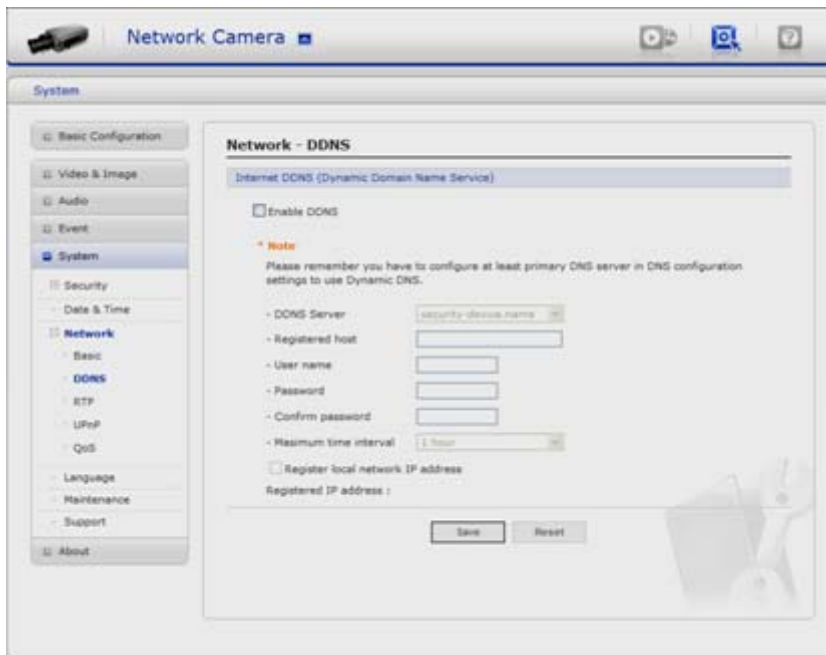 Network Camera
System
Basic Configuration
Video & Image
Audio
Event
System
Security
Date & Time
Network
Basic
DDNS
RTP
UPnP
QoS
Language
Maintenance
Support
About
Network - DDNS
Internet DDNS (Dynamic Domain Name Service)
Enable DDNS
* Note
Please remember you have to configure at least primary DNS server in DNS configuration
settings to use Dynamic DNS.
- DDNS Server security-device.name
- Registered host
- User name
- Password
- Confirm password
- Maximum time interval 1 hour
Register local network IP address
Registered IP address :
Save Reset